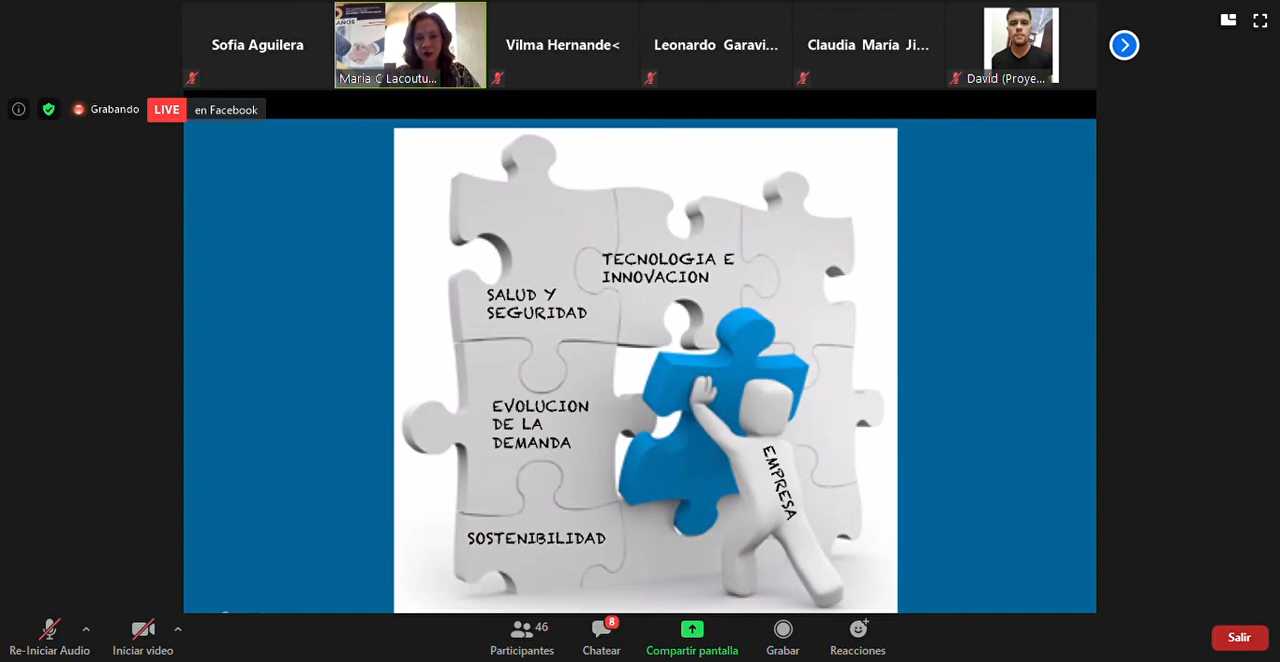 Sofia Aguilera
AÑOS
Maria C Lacoutu...
Vilma Hernande<
Leonardo Garavi...
Claudia María Ji...
David (Proye...
Grabando
LIVE
en Facebook
TECNOLOGIA E
INNOVACION
SALUD Y
SEGURIDAD
EVOLUCION
DE LA
DEMANDA
EMPRESA
SOSTENIBILIDAD
Re-Iniciar Audio
Iniciar video
46
Participantes
8
Chatear
Compartir pantalla
Grabar
Reacciones
Salir